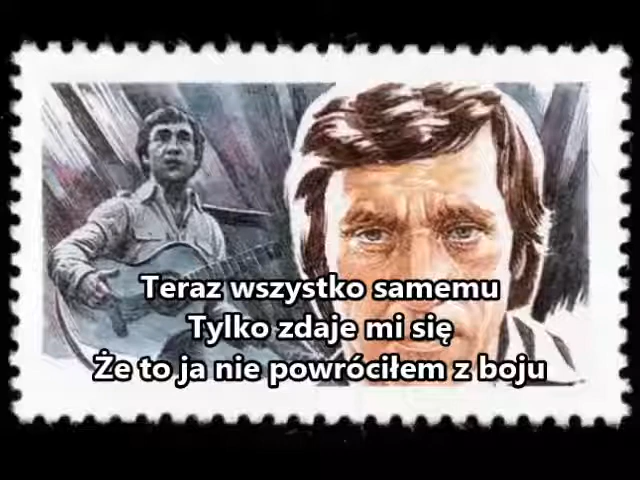 Teraz wszystko samemu
Tylko zdaje mi się
Że to ja nie powróciłem z boju